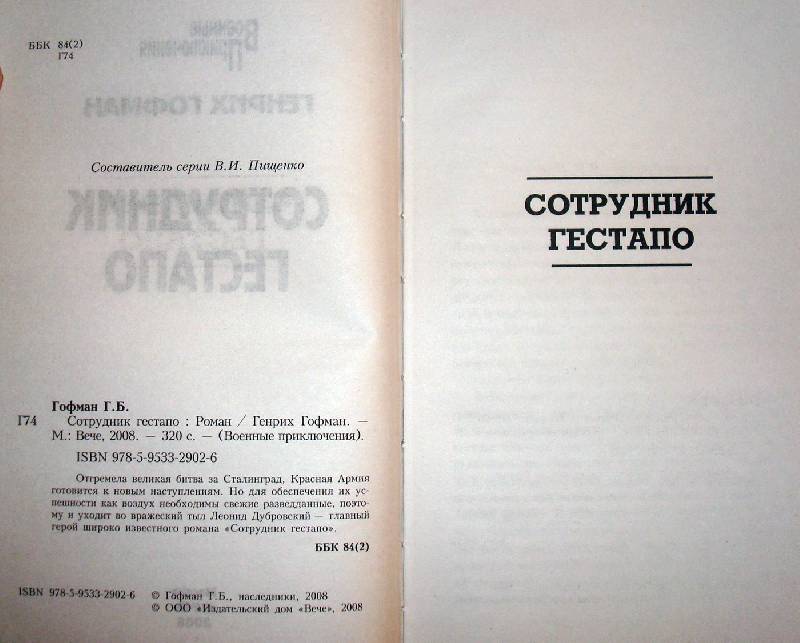 ББК 84(2)
Г74
Составитель серии В.И. Пищенко
Гофман Г.Б.
Г74 Сотрудник гестапо : Роман / Генрих Гофман. —
М.: Вече, 2008. — 320 с. — (Военные приключения).
ISBN 978-5-9533-2902-6
Отгремела великая битва за Сталинград, Красная Армия
готовится к новым наступлениям. Но для обеспечения их ус-
пешности как воздух необходимы свежие разведданные, поэто-
му и уходит во вражеский тыл Леонид Дубровский — главный
герой широко известного романа «Сотрудник гестапо».
ББК 84(2)
ISBN 978-5-9533-2902-6 © Гофман Г.Б., наследники, 2008
© ООО «Издательский дом «Вече», 2008
СОТРУДНИК
ГЕСТАПО